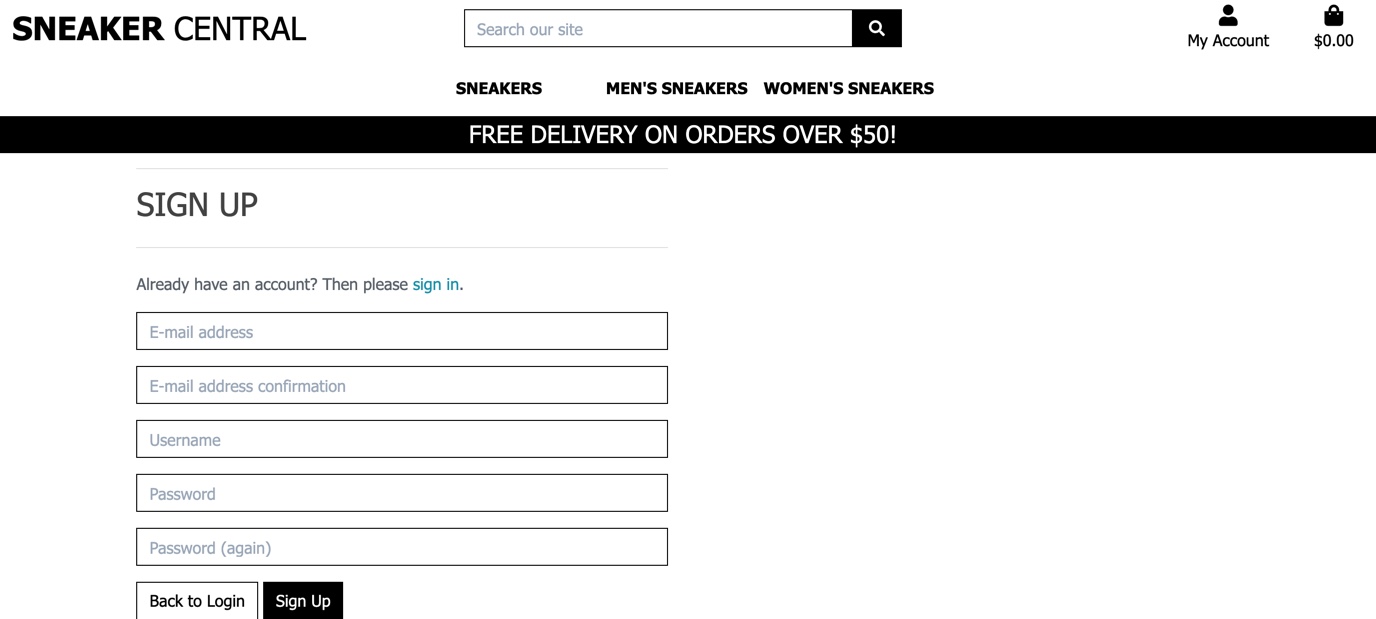 SNEAKER CENTRAL
Search our site
My Account
$0.00
SNEAKERS MEN'S SNEAKERS WOMEN'S SNEAKERS
FREE DELIVERY ON ORDERS OVER $50!
SIGN UP
Already have an account? Then please sign in.
E-mail address
E-mail address confirmation
Username
Password
Password (again)
Back to Login Sign Up